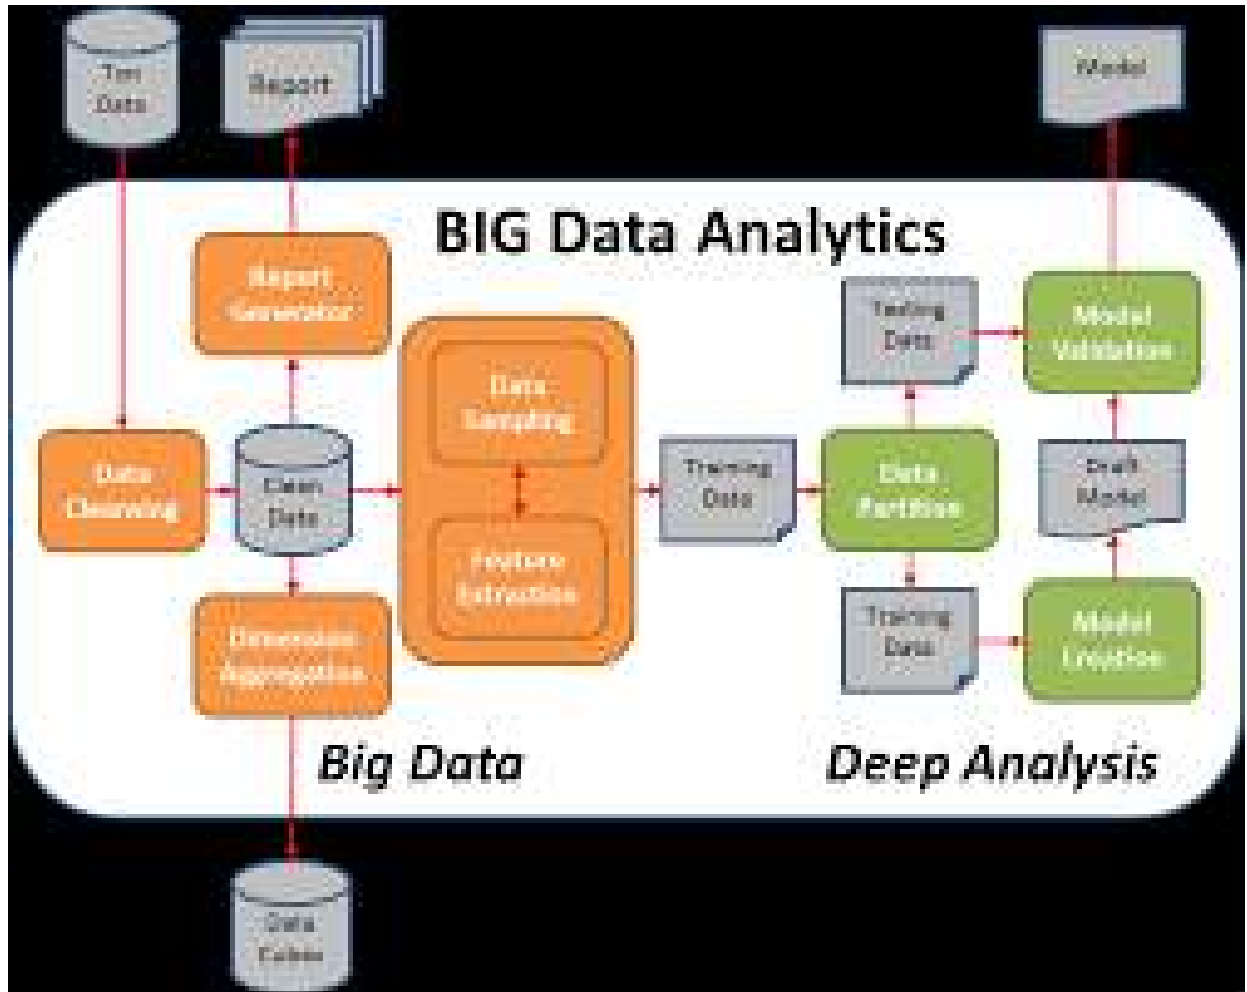 Txn
Data
Report
Model
BIG Data Analytics
Report
Generator
Data
Sampling
Testing
Data
Model
Validation
Data
Cleansing
Clean
Data
Training
Data
Data
Partition
Draft
Model
Feature
Extraction
Dimension
Aggregation
Training
Data
Model
Creation
Big Data
Deep Analysis
Data
Cubes